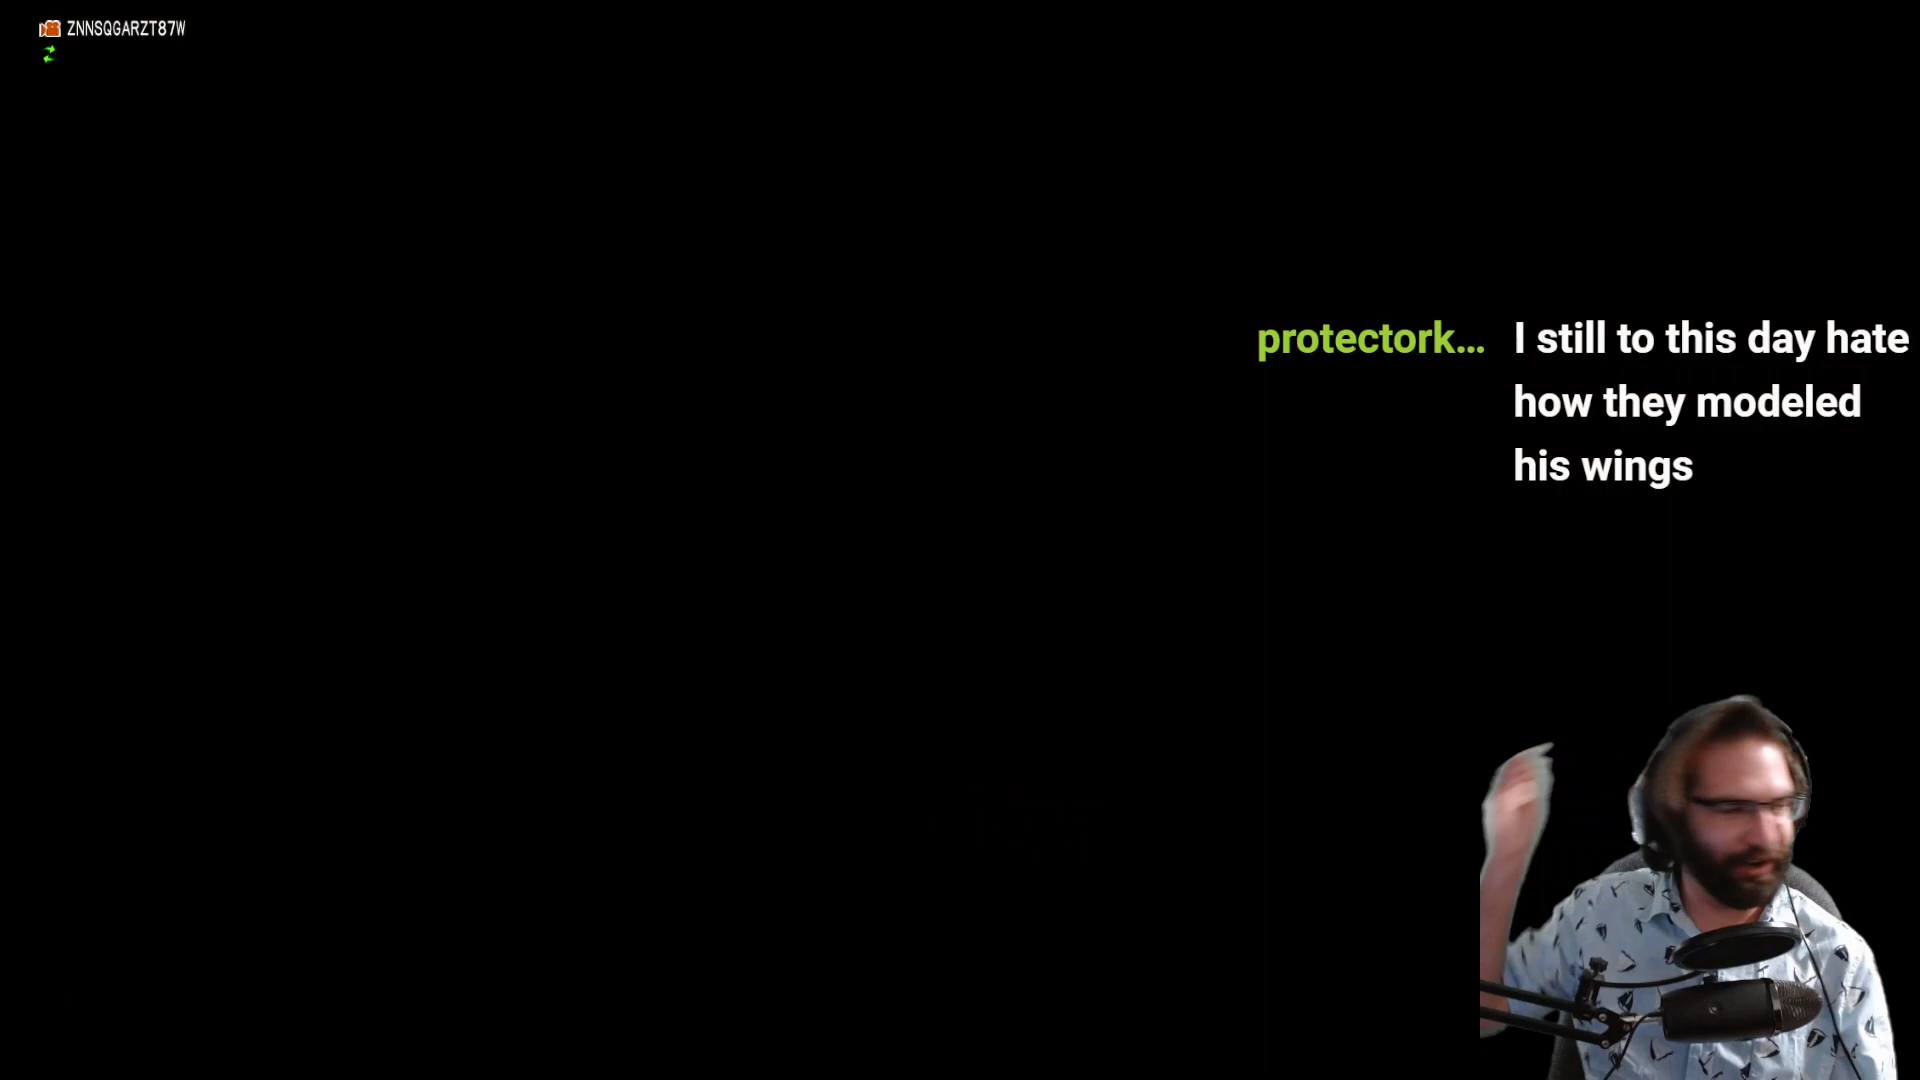 ZNNSQGARZT87W
protectork… I still to this day hate
how they modeled
his wings